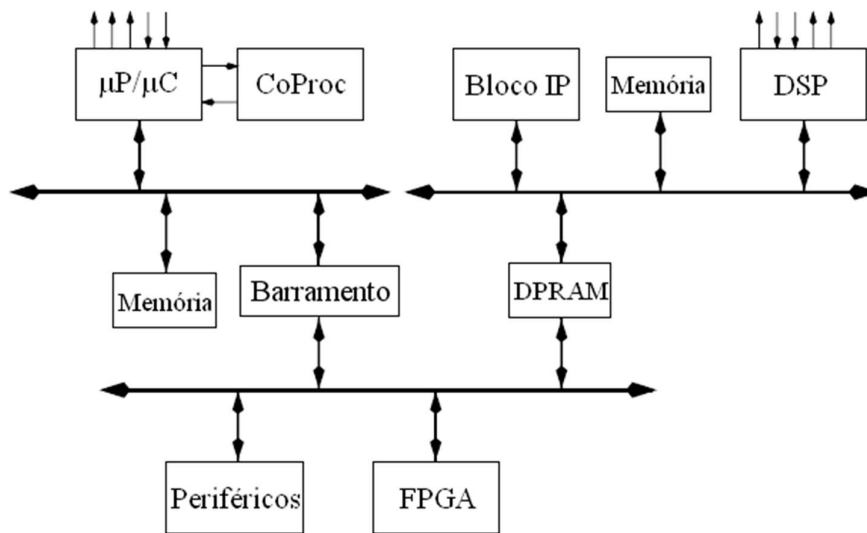 μP/μC
CoProc
Bloco IP
Memória
DSP
Memória
Barramento
DPRAM
Periféricos
FPGA